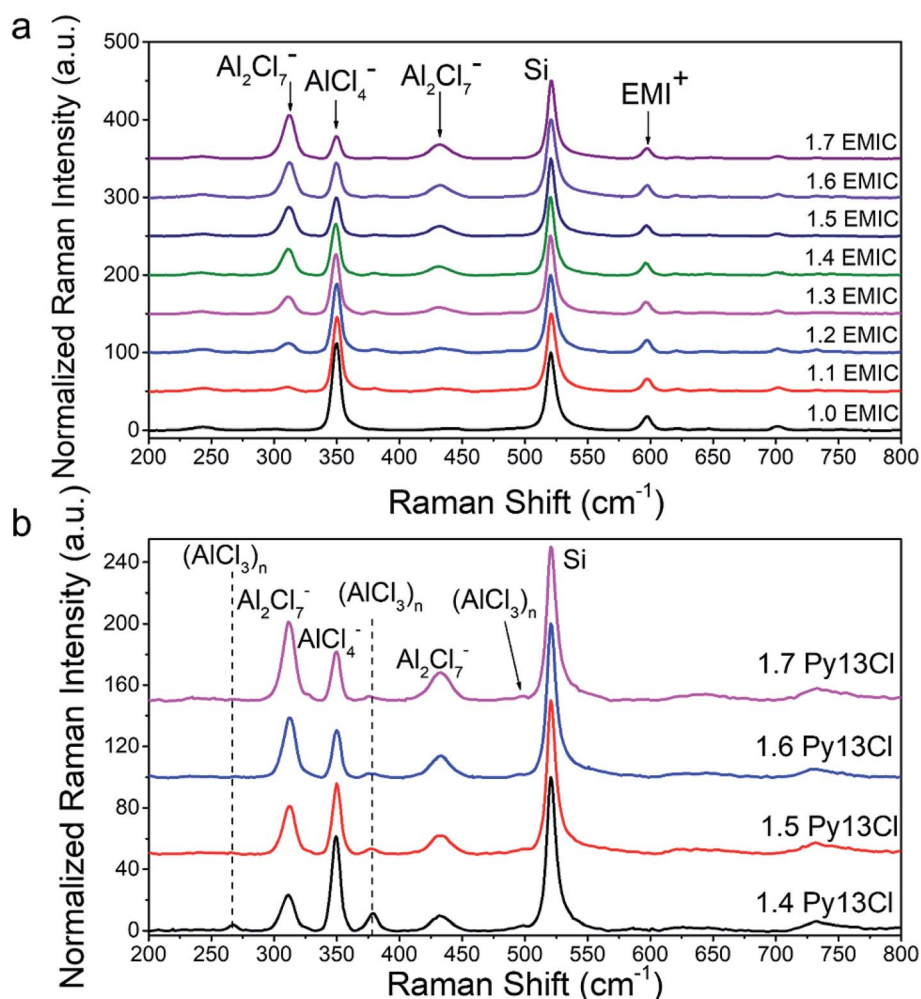 a
500
400
300
200
100
0
Normalized Raman Intensity (a.u.)
Al₂Cl₇⁻
AlCl₄⁻
Al₂Cl₇⁻
Si
EMI⁺
1.7 EMIC
1.6 EMIC
1.5 EMIC
1.4 EMIC
1.3 EMIC
1.2 EMIC
1.1 EMIC
1.0 EMIC
200 250 300 350 400 450 500 550 600 650 700 750 800
Raman Shift (cm⁻¹)
b
240
200
160
120
80
40
0
Normalized Raman Intensity (a.u.)
(AlCl₃)ₙ
Al₂Cl₇⁻
AlCl₄⁻
(AlCl₃)ₙ
Al₂Cl₇⁻
(AlCl₃)ₙ
Si
1.7 Py13Cl
1.6 Py13Cl
1.5 Py13Cl
1.4 Py13Cl
200 250 300 350 400 450 500 550 600 650 700 750 800
Raman Shift (cm⁻¹)